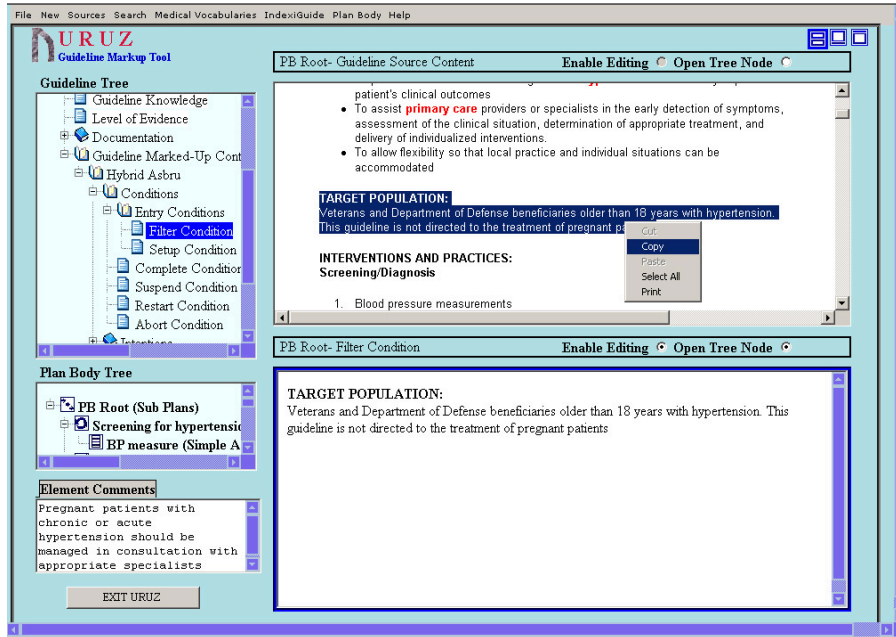 File New Sources Search Medical Vocabularies IndexiGuide Plan Body Help
URUZ
Guideline Markup Tool
Guideline Tree
Guideline Knowledge
Level of Evidence
Documentation
Guideline Marked-Up Cont
Hybrid Asbru
Conditions
Entry Conditions
Filter Condition
Setup Condition
Complete Condition
Suspend Condition
Restart Condition
Abort Condition
Intentions
Plan Body Tree
PB Root (Sub Plans)
Screening for hypertensio
BP measure (Simple A
Element Comments
Pregnant patients with
chronic or acute
hypertension should be
managed in consultation with
appropriate specialists
EXIT URUZ
PB Root- Guideline Source Content Enable Editing Open Tree Node
patient's clinical outcomes
To assist primary care providers or specialists in the early detection of symptoms,
assessment of the clinical situation, determination of appropriate treatment, and
delivery of individualized interventions.
To allow flexibility so that local practice and individual situations can be
accommodated
TARGET POPULATION:
Veterans and Department of Defense beneficiaries older than 18 years with hypertension.
This guideline is not directed to the treatment of pregnant pa
Cut
Copy
Paste
Select All
Print
INTERVENTIONS AND PRACTICES:
Screening/Diagnosis
1. Blood pressure measurements
PB Root- Filter Condition Enable Editing Open Tree Node
TARGET POPULATION:
Veterans and Department of Defense beneficiaries older than 18 years with hypertension. This
guideline is not directed to the treatment of pregnant patients